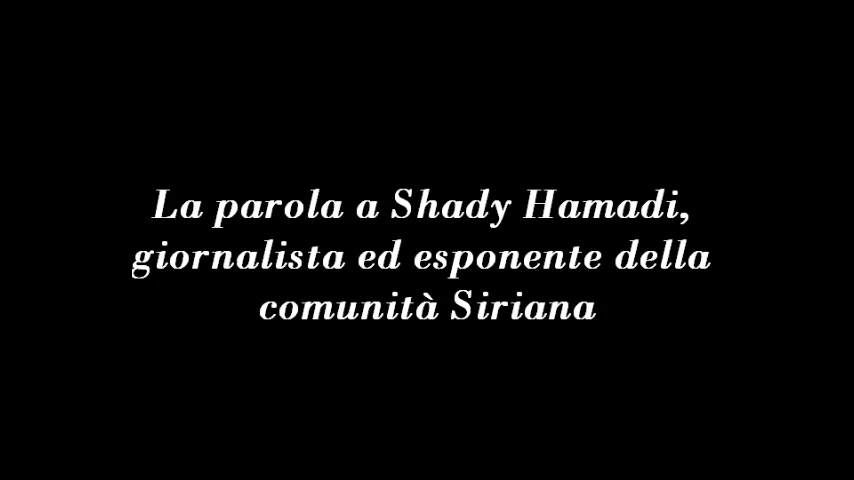 La parola a Shady Hamadi,
giornalista ed esponente della
comunità Siriana